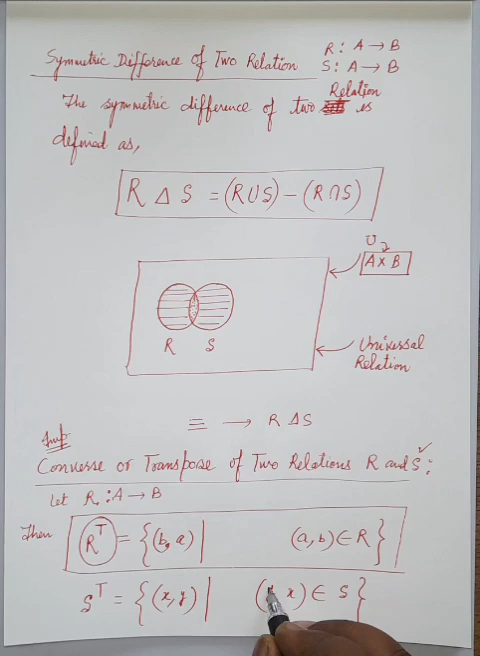 Symmetric Difference of Two Relation
R : A → B
S : A → B
The symmetric difference of two Relation is
defined as,
R Δ S = (R ∪ S) − (R ∩ S)
U
A × B
R S
Universal
Relation
≡ → R Δ S
Imp
Converse or Transpose of Two Relations R and S :
Let R : A → B
Then R^T = {(b, a) | (a, b) ∈ R}
S^T = {(x, y) | ( x) ∈ S}